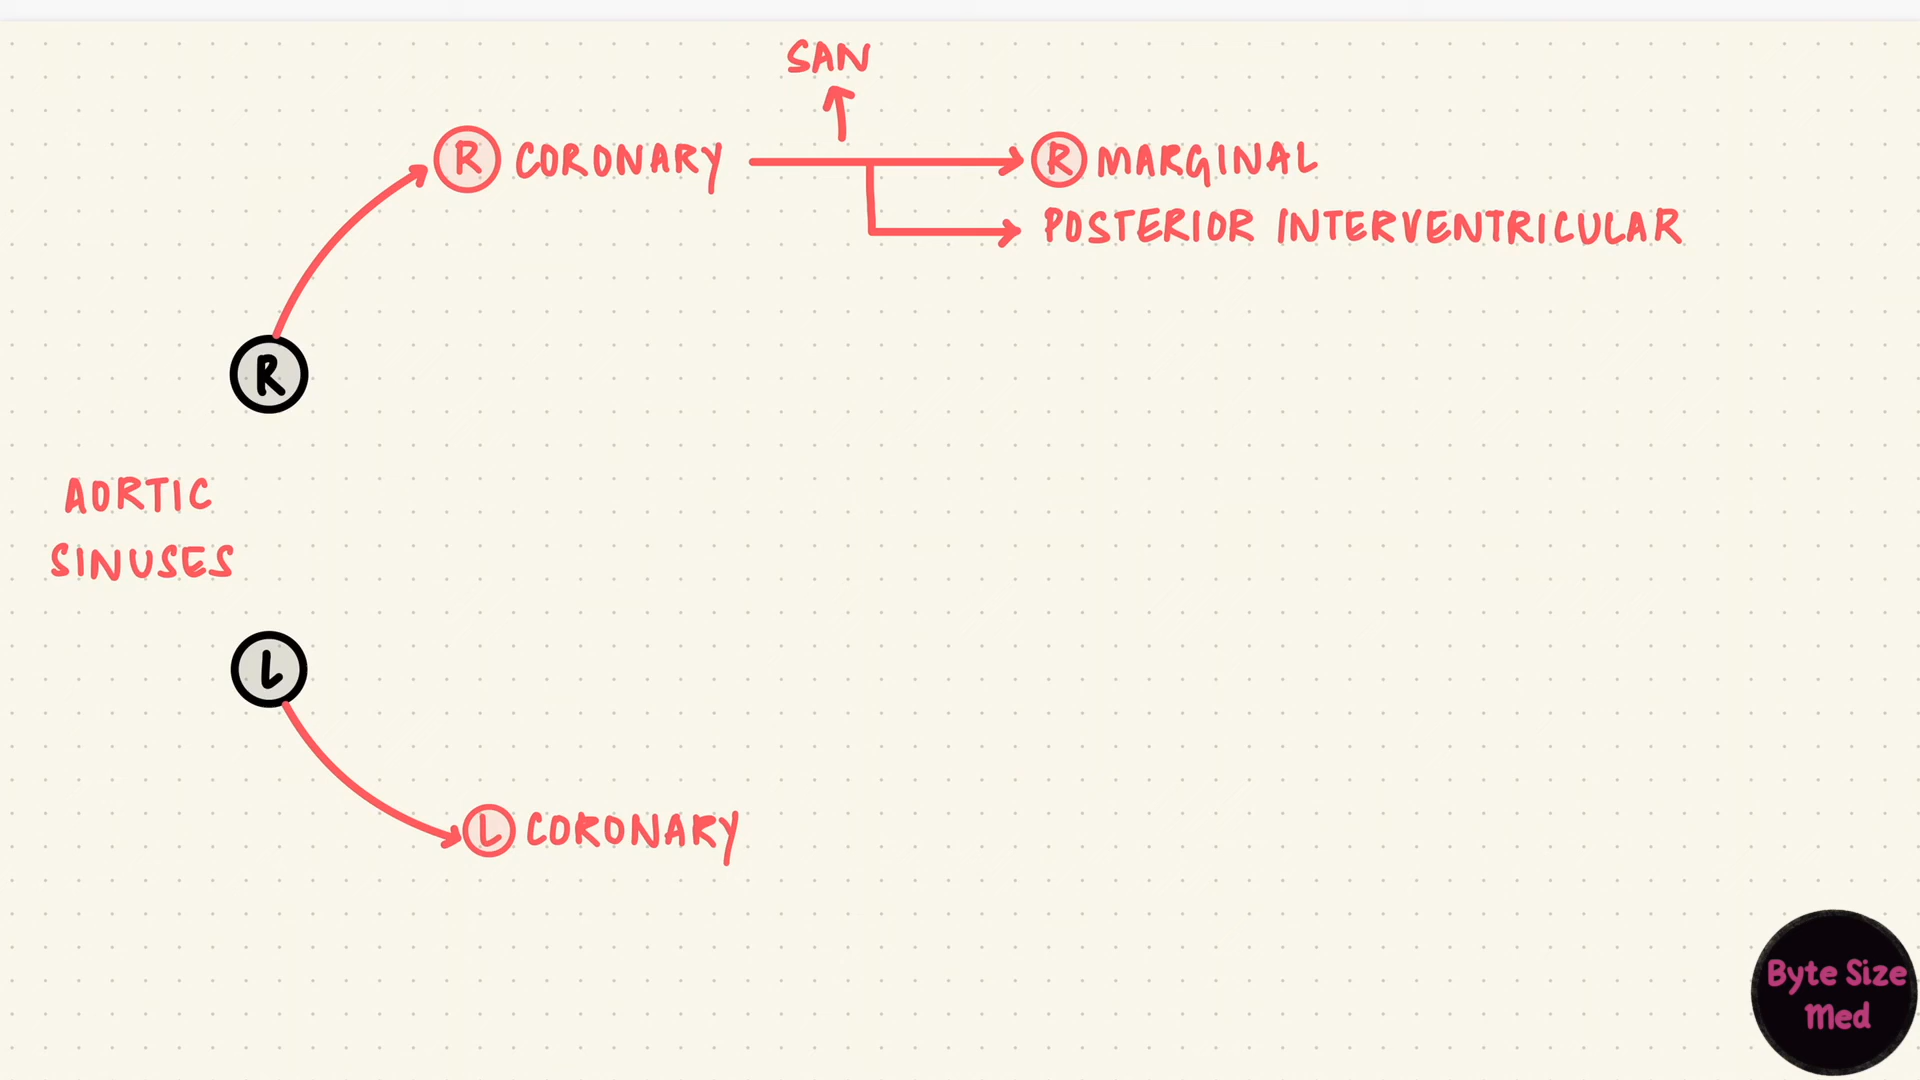 SAN
R CORONARY
R MARGINAL
POSTERIOR INTERVENTRICULAR
R
AORTIC
SINUSES
L
L CORONARY
Byte Size
Med